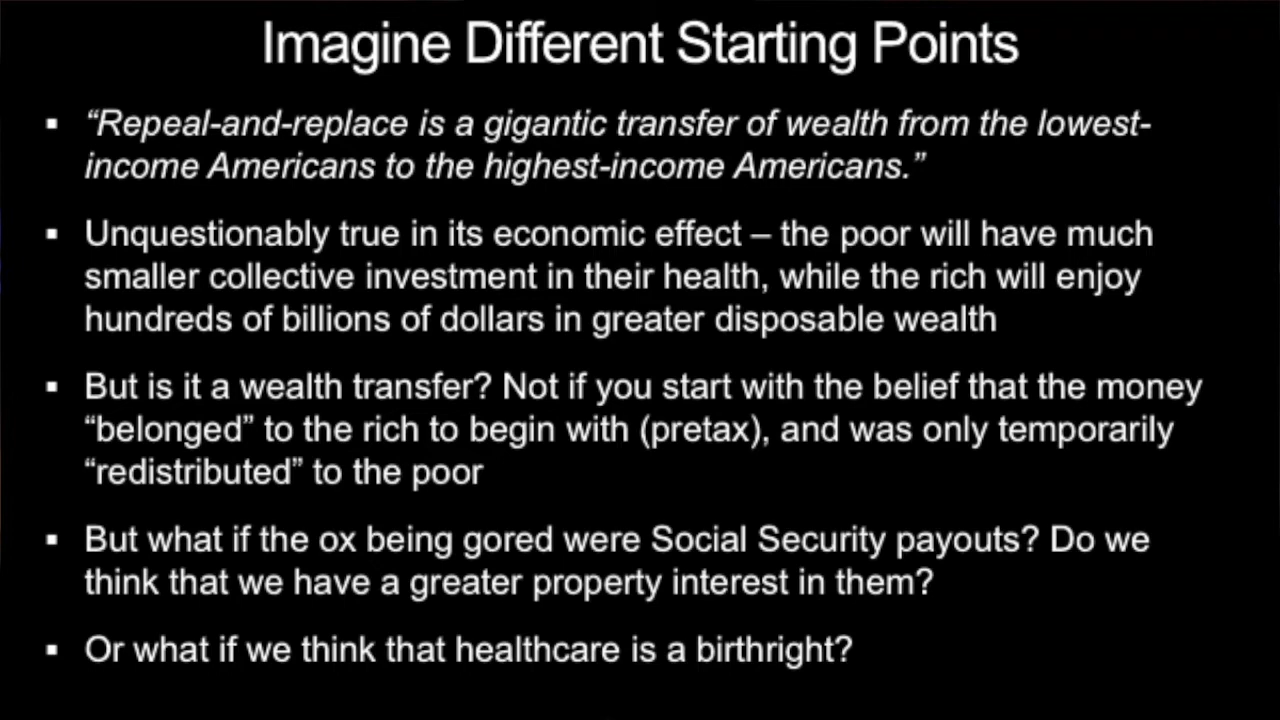 Imagine Different Starting Points
▪ “Repeal-and-replace is a gigantic transfer of wealth from the lowest-
income Americans to the highest-income Americans.”
▪ Unquestionably true in its economic effect – the poor will have much
smaller collective investment in their health, while the rich will enjoy
hundreds of billions of dollars in greater disposable wealth
▪ But is it a wealth transfer? Not if you start with the belief that the money
“belonged” to the rich to begin with (pretax), and was only temporarily
“redistributed” to the poor
▪ But what if the ox being gored were Social Security payouts? Do we
think that we have a greater property interest in them?
▪ Or what if we think that healthcare is a birthright?